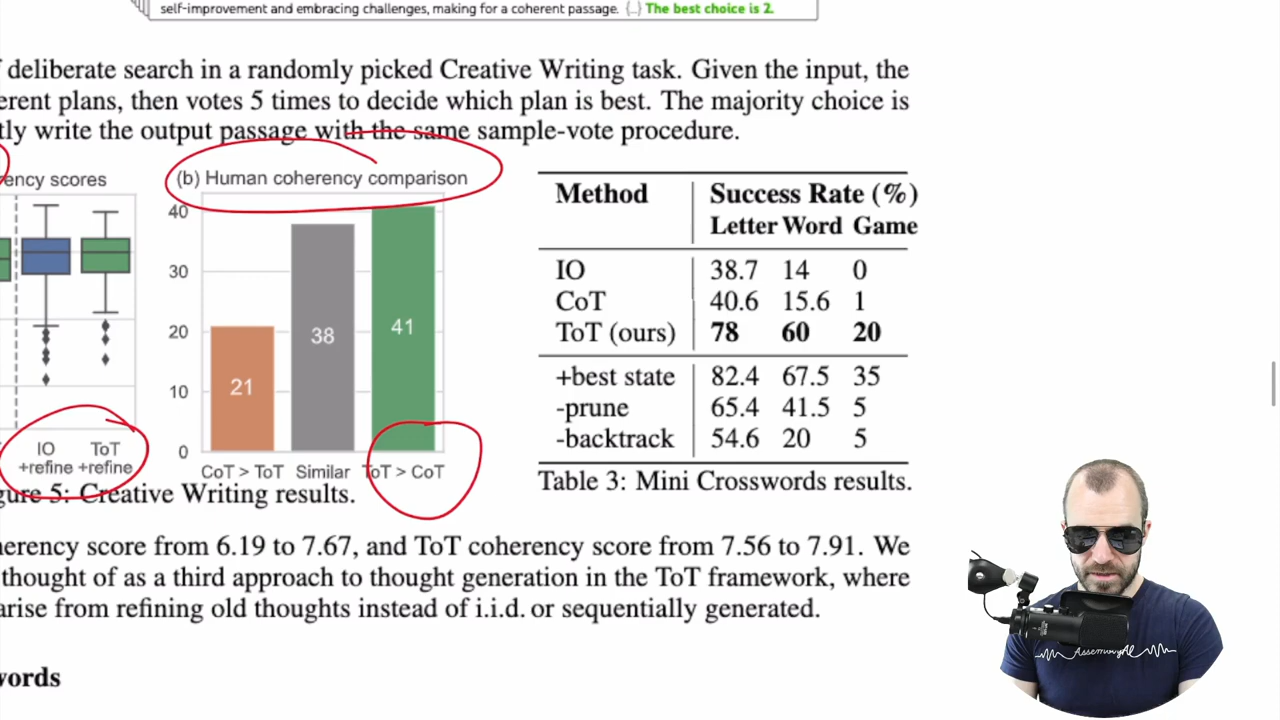 self-improvement and embracing challenges, making for a coherent passage. {...} The best choice is 2.
deliberate search in a randomly picked Creative Writing task. Given the input, the
erent plans, then votes 5 times to decide which plan is best. The majority choice is
tly write the output passage with the same sample-vote procedure.
ency scores
IO ToT
+refine +refine
(b) Human coherency comparison
40
30
20
10
0
21
38
41
CoT > ToT Similar ToT > CoT
gure 5: Creative Writing results.
Method Success Rate (%)
Letter Word Game
IO 38.7 14 0
CoT 40.6 15.6 1
ToT (ours) 78 60 20
+best state 82.4 67.5 35
-prune 65.4 41.5 5
-backtrack 54.6 20 5
Table 3: Mini Crosswords results.
herency score from 6.19 to 7.67, and ToT coherency score from 7.56 to 7.91. We
thought of as a third approach to thought generation in the ToT framework, where
arise from refining old thoughts instead of i.i.d. or sequentially generated.
words
AssemblyAI